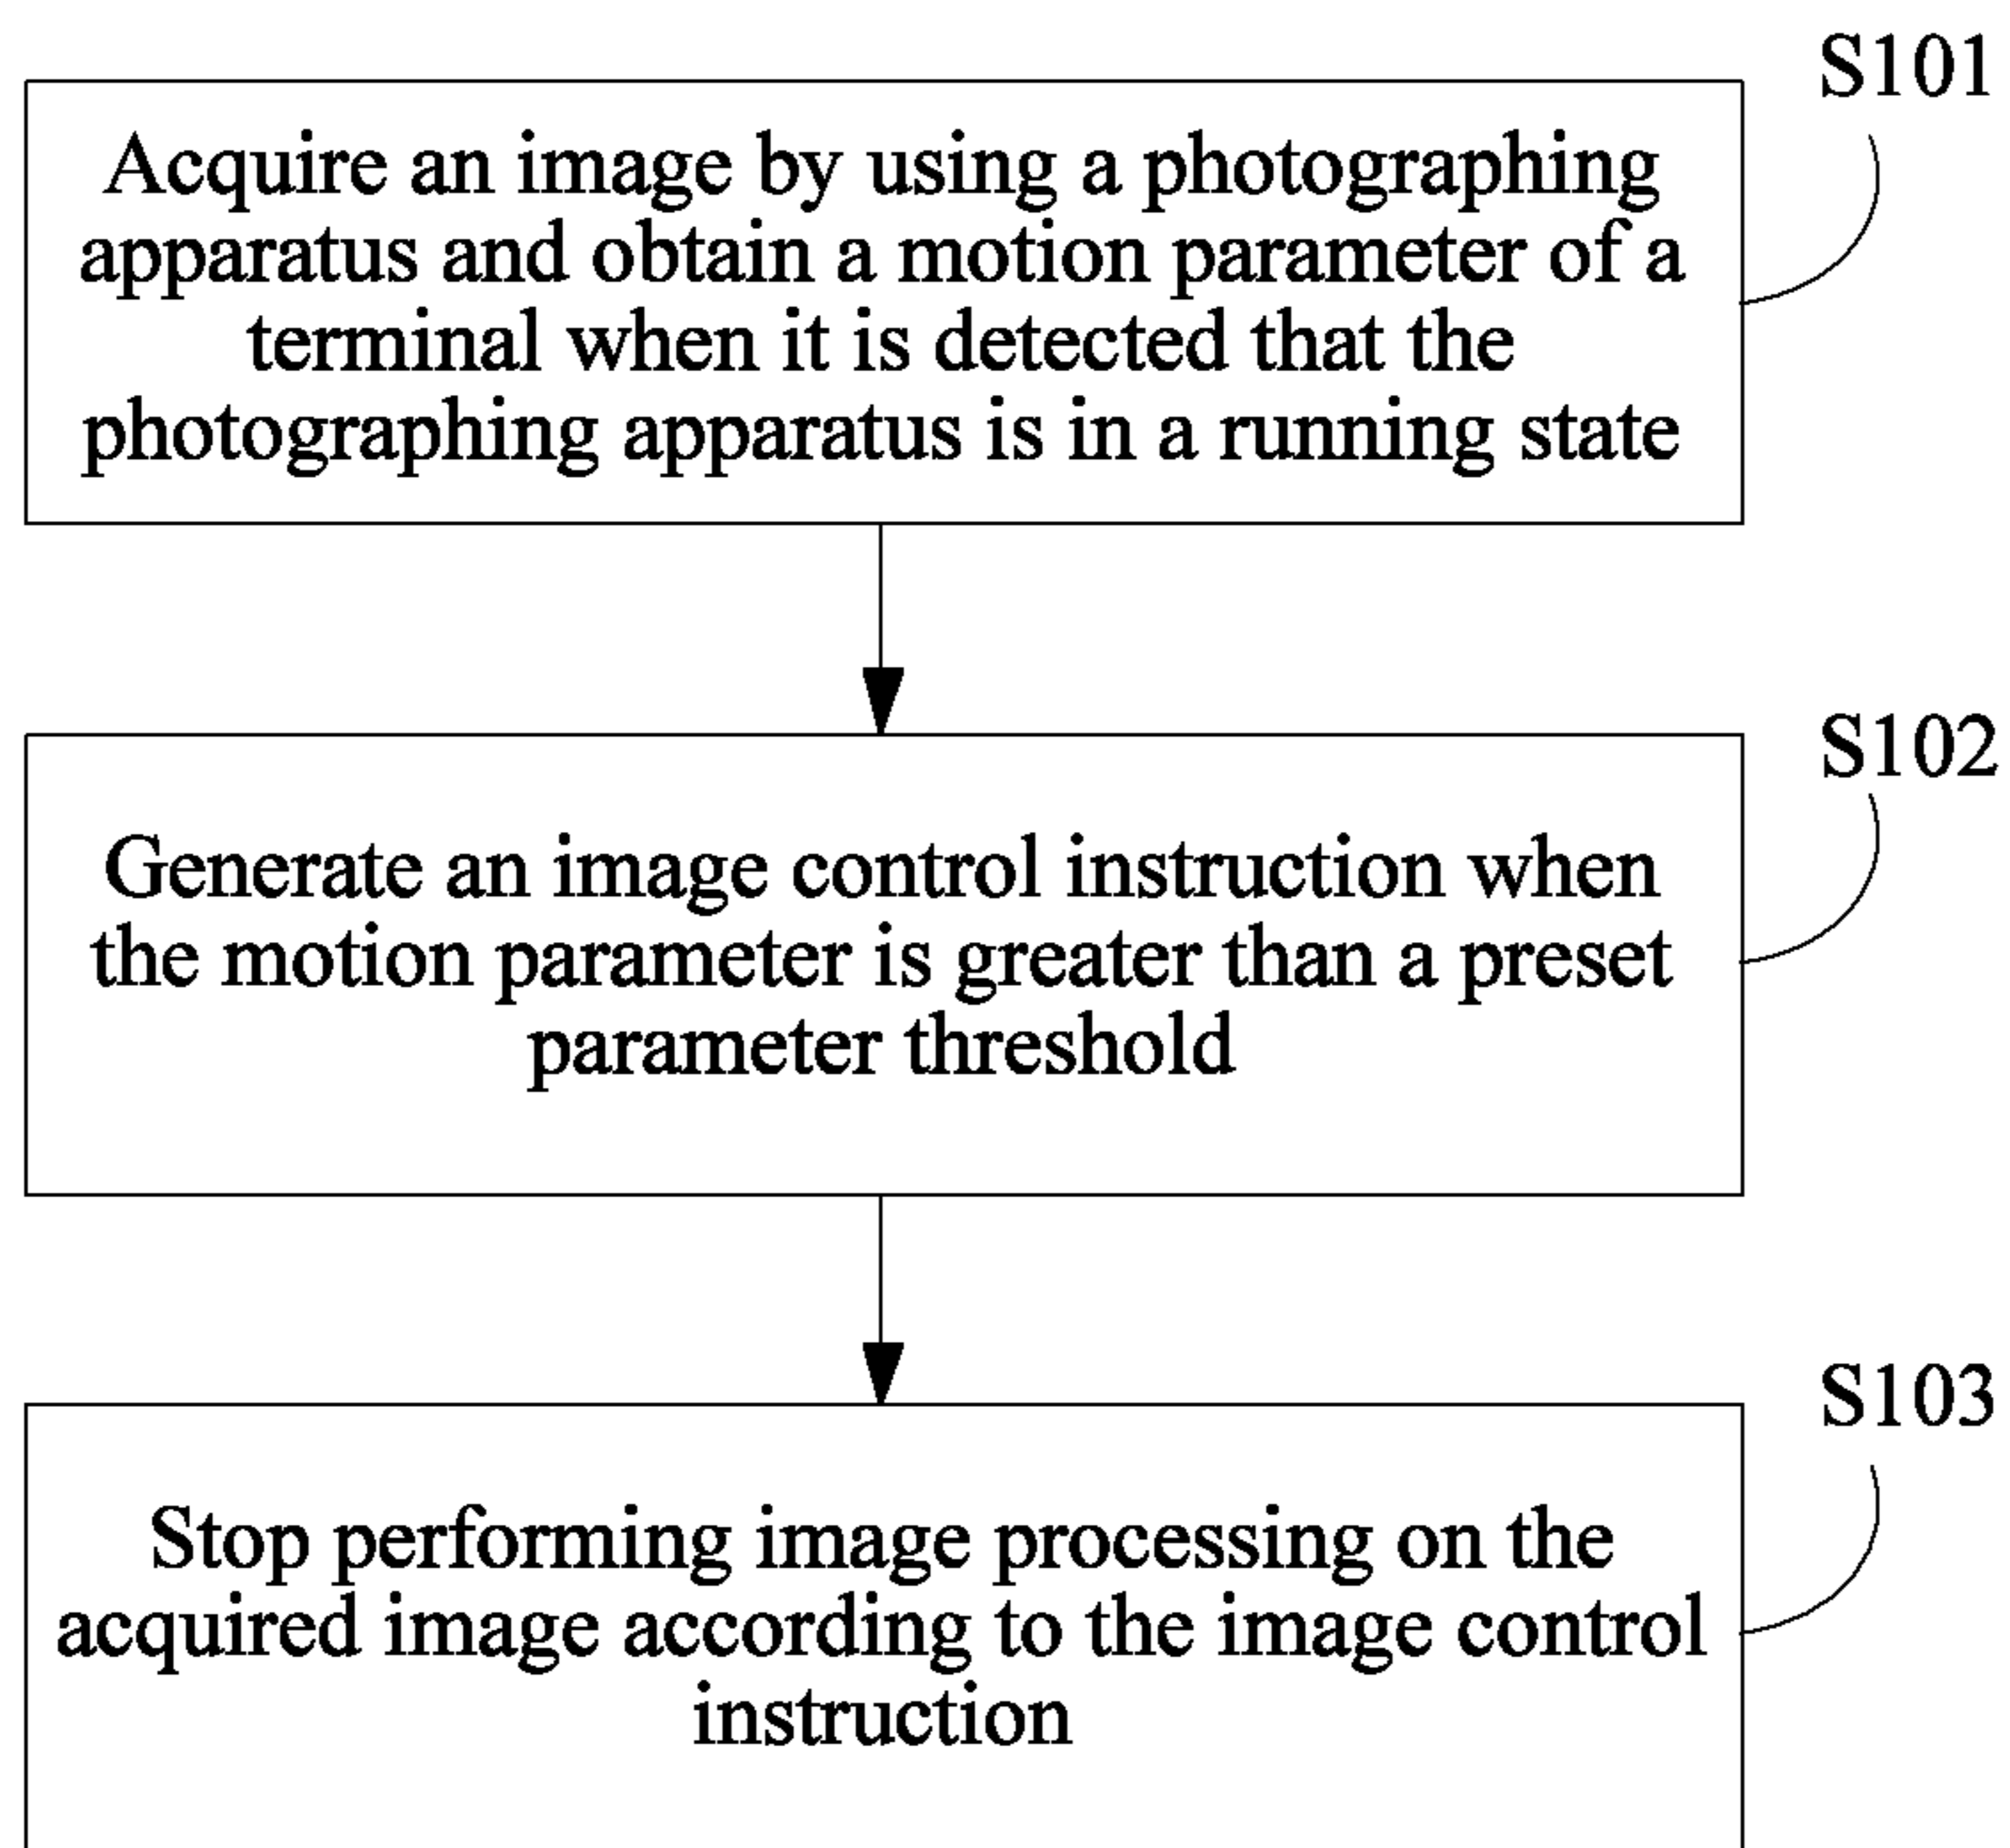 S101
Acquire an image by using a photographing
apparatus and obtain a motion parameter of a
terminal when it is detected that the
photographing apparatus is in a running state
S102
Generate an image control instruction when
the motion parameter is greater than a preset
parameter threshold
S103
Stop performing image processing on the
acquired image according to the image control
instruction